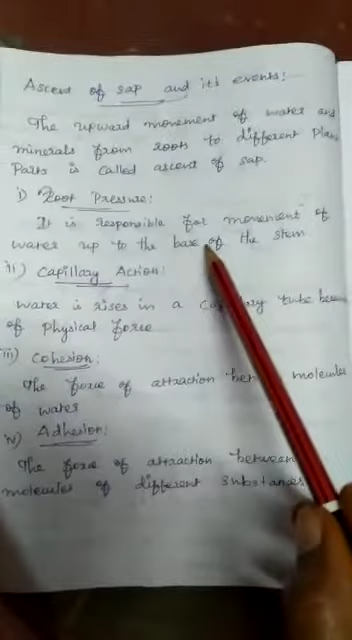 Ascent of sap and its events:
The upward movement of water and
minerals from roots to different Plant
Parts is called ascent of sap.
i) Root Pressure:
It is responsible for movement of
water up to the base of the stem
ii) Capillary Action:
Water is rises in a tube
of physical force
iii) Cohesion:
The force of attraction molecules
of water
iv) Adhesion:
The force of attraction between
molecules of different substances